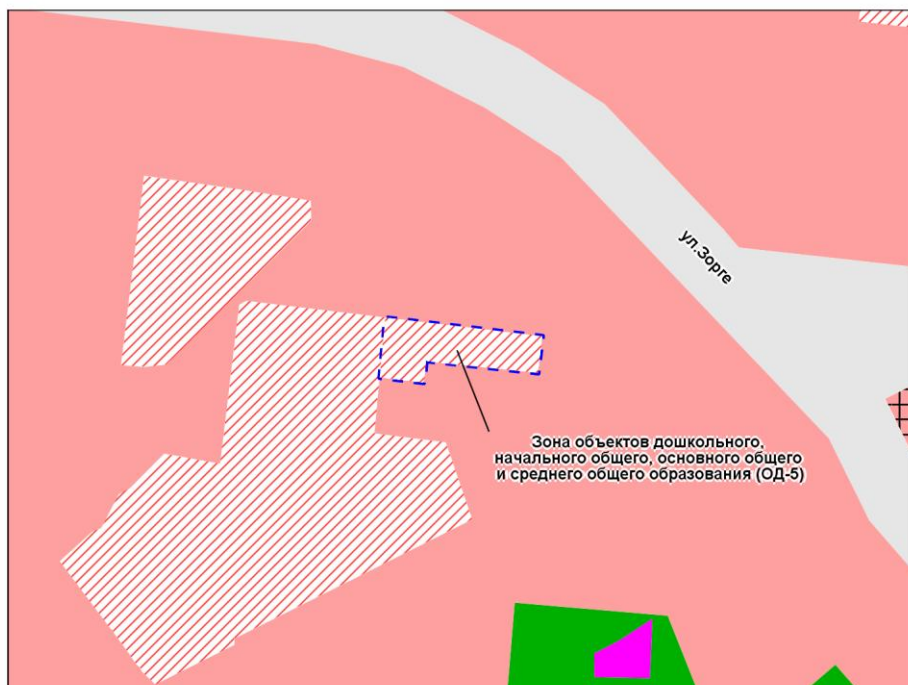 ул.Зорге
Зона объектов дошкольного,
начального общего, основного общего
и среднего общего образования (ОД-5)